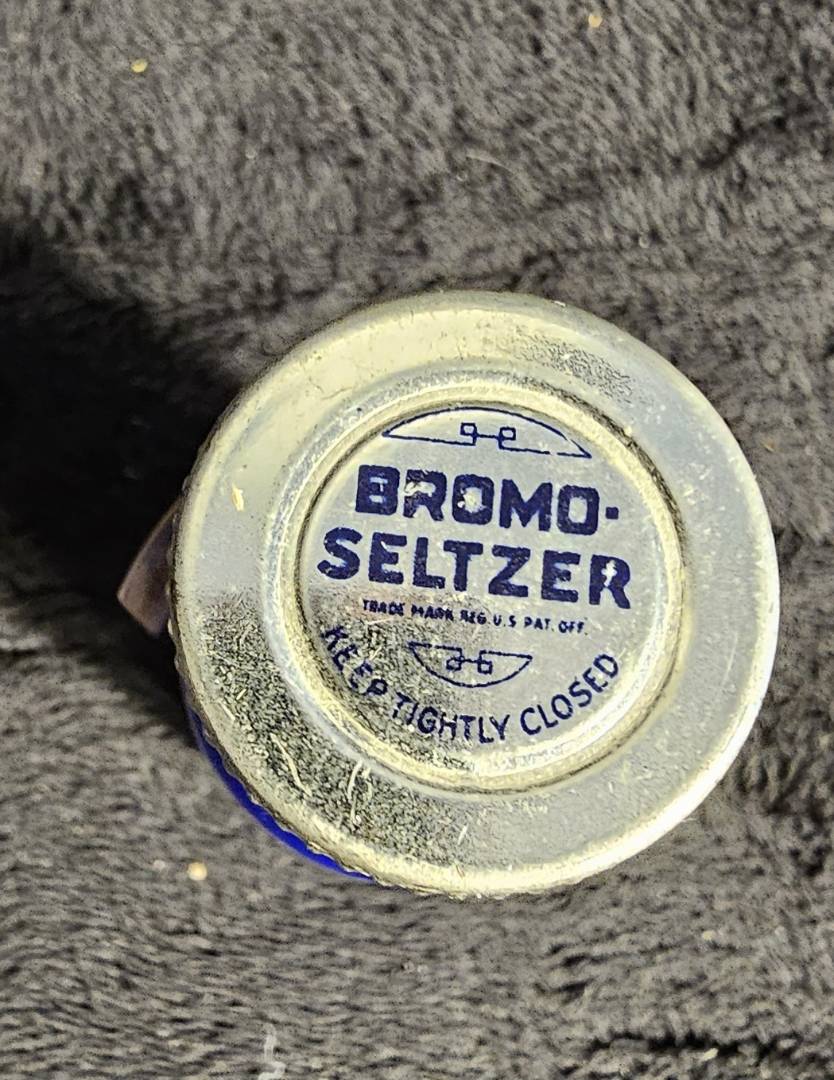 BROMO-
SELTZER
TRADE MARK REG. U.S PAT. OFF.
KEEP TIGHTLY CLOSED